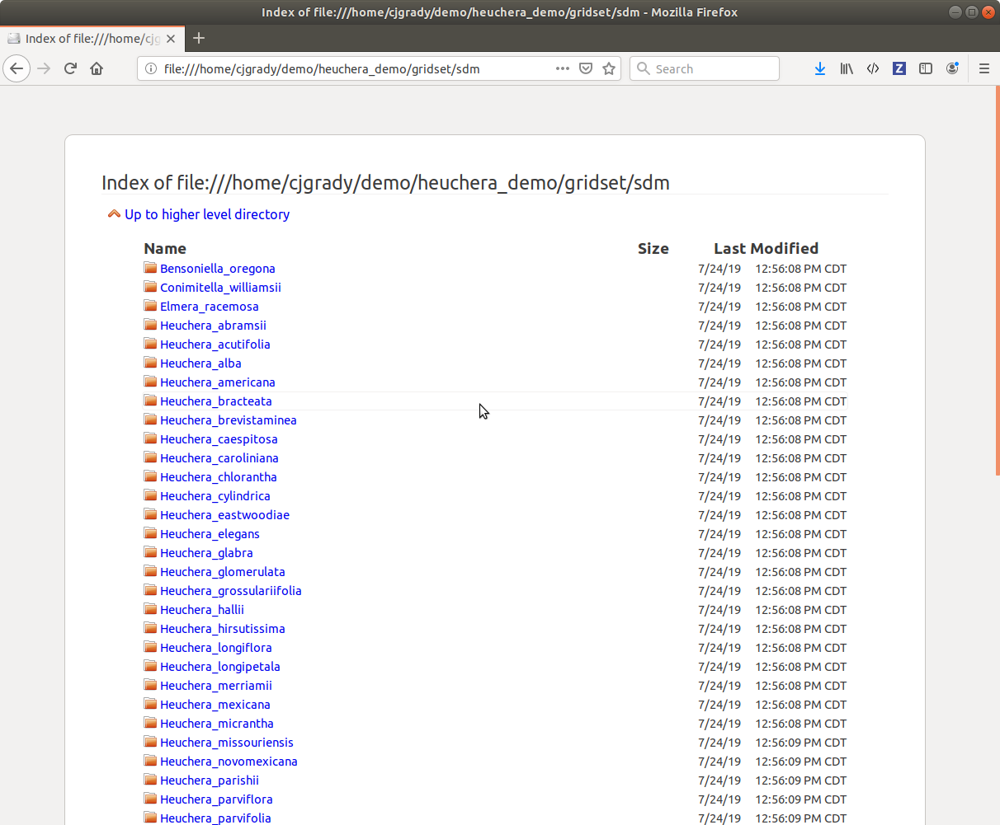 Index of file:///home/cjgrady/demo/heuchera_demo/gridset/sdm - Mozilla Firefox
Index of file:///home/cjg
file:///home/cjgrady/demo/heuchera_demo/gridset/sdm
Search
Z
Index of file:///home/cjgrady/demo/heuchera_demo/gridset/sdm
Up to higher level directory
Name Size Last Modified
Bensoniella_oregona 7/24/19 12:56:08 PM CDT
Conimitella_williamsii 7/24/19 12:56:08 PM CDT
Elmera_racemosa 7/24/19 12:56:08 PM CDT
Heuchera_abramsii 7/24/19 12:56:08 PM CDT
Heuchera_acutifolia 7/24/19 12:56:08 PM CDT
Heuchera_alba 7/24/19 12:56:08 PM CDT
Heuchera_americana 7/24/19 12:56:08 PM CDT
Heuchera_bracteata 7/24/19 12:56:08 PM CDT
Heuchera_brevistaminea 7/24/19 12:56:08 PM CDT
Heuchera_caespitosa 7/24/19 12:56:08 PM CDT
Heuchera_caroliniana 7/24/19 12:56:08 PM CDT
Heuchera_chlorantha 7/24/19 12:56:08 PM CDT
Heuchera_cylindrica 7/24/19 12:56:08 PM CDT
Heuchera_eastwoodiae 7/24/19 12:56:08 PM CDT
Heuchera_elegans 7/24/19 12:56:08 PM CDT
Heuchera_glabra 7/24/19 12:56:08 PM CDT
Heuchera_glomerulata 7/24/19 12:56:08 PM CDT
Heuchera_grossulariifolia 7/24/19 12:56:08 PM CDT
Heuchera_hallii 7/24/19 12:56:08 PM CDT
Heuchera_hirsutissima 7/24/19 12:56:08 PM CDT
Heuchera_longiflora 7/24/19 12:56:08 PM CDT
Heuchera_longipetala 7/24/19 12:56:08 PM CDT
Heuchera_merriamii 7/24/19 12:56:08 PM CDT
Heuchera_mexicana 7/24/19 12:56:08 PM CDT
Heuchera_micrantha 7/24/19 12:56:08 PM CDT
Heuchera_missouriensis 7/24/19 12:56:09 PM CDT
Heuchera_novomexicana 7/24/19 12:56:09 PM CDT
Heuchera_parishii 7/24/19 12:56:09 PM CDT
Heuchera_parviflora 7/24/19 12:56:09 PM CDT
Heuchera_parvifolia 7/24/19 12:56:09 PM CDT